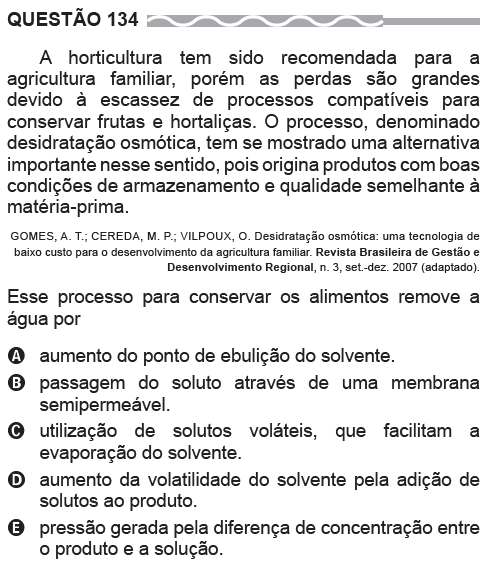 QUESTÃO 134
A horticultura tem sido recomendada para a
agricultura familiar, porém as perdas são grandes
devido à escassez de processos compatíveis para
conservar frutas e hortaliças. O processo, denominado
desidratação osmótica, tem se mostrado uma alternativa
importante nesse sentido, pois origina produtos com boas
condições de armazenamento e qualidade semelhante à
matéria-prima.
GOMES, A. T.; CEREDA, M. P.; VILPOUX, O. Desidratação osmótica: uma tecnologia de
baixo custo para o desenvolvimento da agricultura familiar. Revista Brasileira de Gestão e
Desenvolvimento Regional, n. 3, set.-dez. 2007 (adaptado).
Esse processo para conservar os alimentos remove a
água por
A aumento do ponto de ebulição do solvente.
B passagem do soluto através de uma membrana
semipermeável.
C utilização de solutos voláteis, que facilitam a
evaporação do solvente.
D aumento da volatilidade do solvente pela adição de
solutos ao produto.
E pressão gerada pela diferença de concentração entre
o produto e a solução.